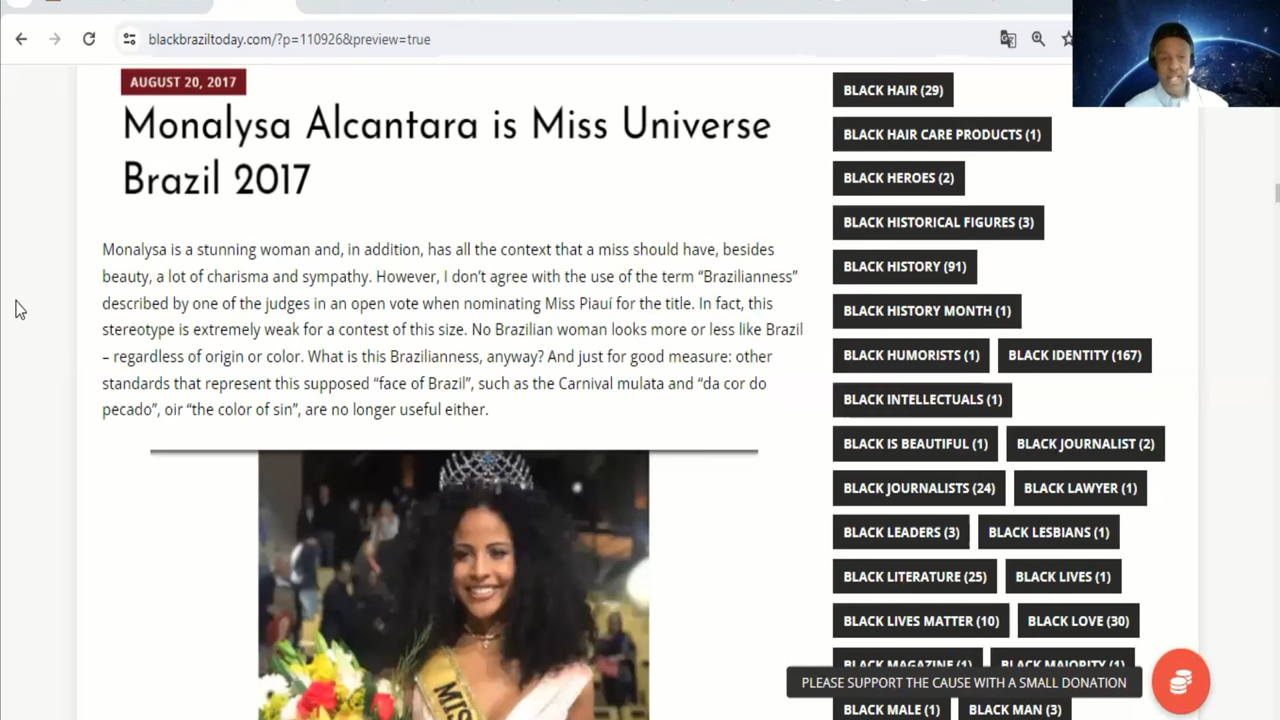 blackbraziltoday.com/?p=110926&preview=true
AUGUST 20, 2017
Monalysa Alcantara is Miss Universe
Brazil 2017
Monalysa is a stunning woman and, in addition, has all the context that a miss should have, besides
beauty, a lot of charisma and sympathy. However, I don't agree with the use of the term “Brazilianness”
described by one of the judges in an open vote when nominating Miss Piauí for the title. In fact, this
stereotype is extremely weak for a contest of this size. No Brazilian woman looks more or less like Brazil
– regardless of origin or color. What is this Brazilianness, anyway? And just for good measure: other
standards that represent this supposed “face of Brazil”, such as the Carnival mulata and “da cor do
pecado”, oir “the color of sin”, are no longer useful either.
MIS
BLACK HAIR (29)
BLACK HAIR CARE PRODUCTS (1)
BLACK HEROES (2)
BLACK HISTORICAL FIGURES (3)
BLACK HISTORY (91)
BLACK HISTORY MONTH (1)
BLACK HUMORISTS (1) BLACK IDENTITY (167)
BLACK INTELLECTUALS (1)
BLACK IS BEAUTIFUL (1) BLACK JOURNALIST (2)
BLACK JOURNALISTS (24) BLACK LAWYER (1)
BLACK LEADERS (3) BLACK LESBIANS (1)
BLACK LITERATURE (25) BLACK LIVES (1)
BLACK LIVES MATTER (10) BLACK LOVE (30)
BLACK MAGAZINE (1) BLACK MAJORITY (1)
PLEASE SUPPORT THE CAUSE WITH A SMALL DONATION
BLACK MALE (1) BLACK MAN (3)